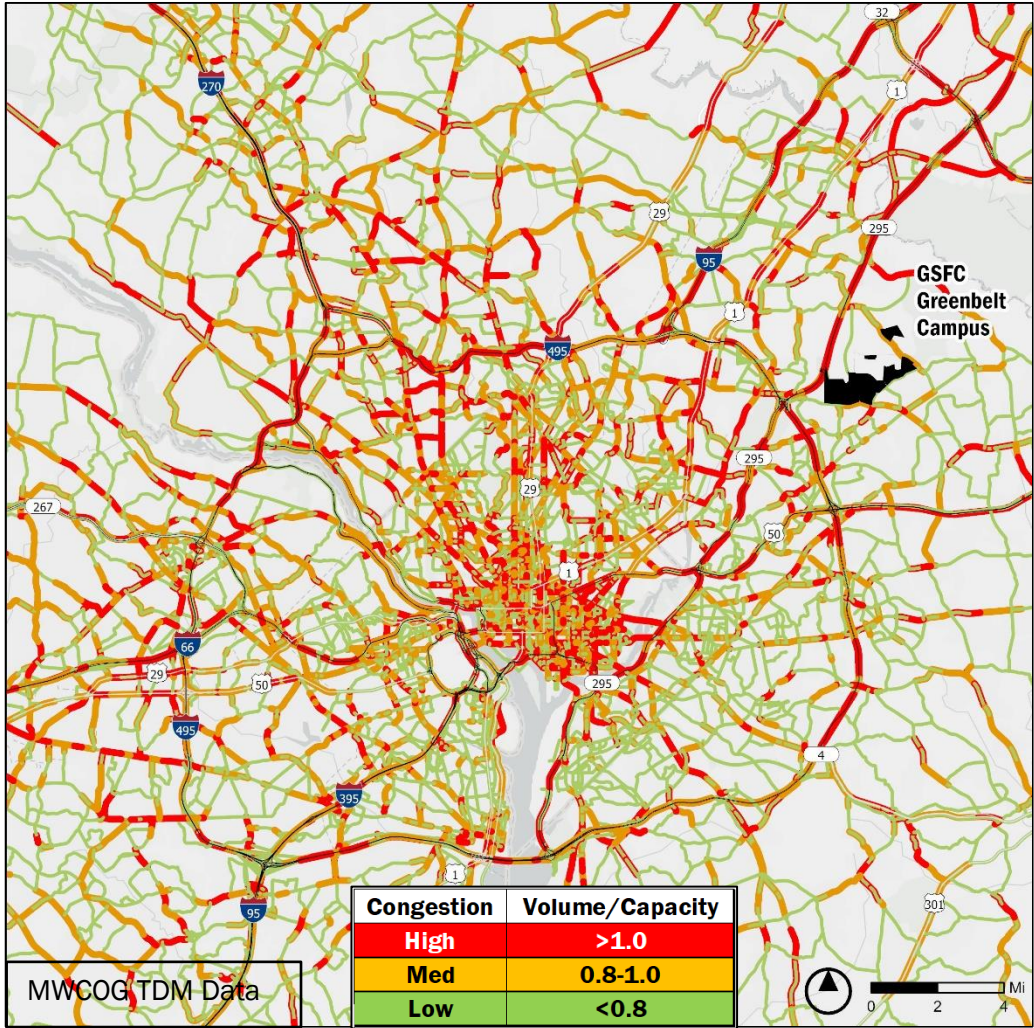 32
270
1
29
295
95
GSFC
Greenbelt
Campus
1
495
295
267
29
50
1
66
29
50
295
495
4
395
1
301
95
Congestion Volume/Capacity
High >1.0
Med 0.8-1.0
Low <0.8
MWCOG TDM Data
Mi
0 2 4